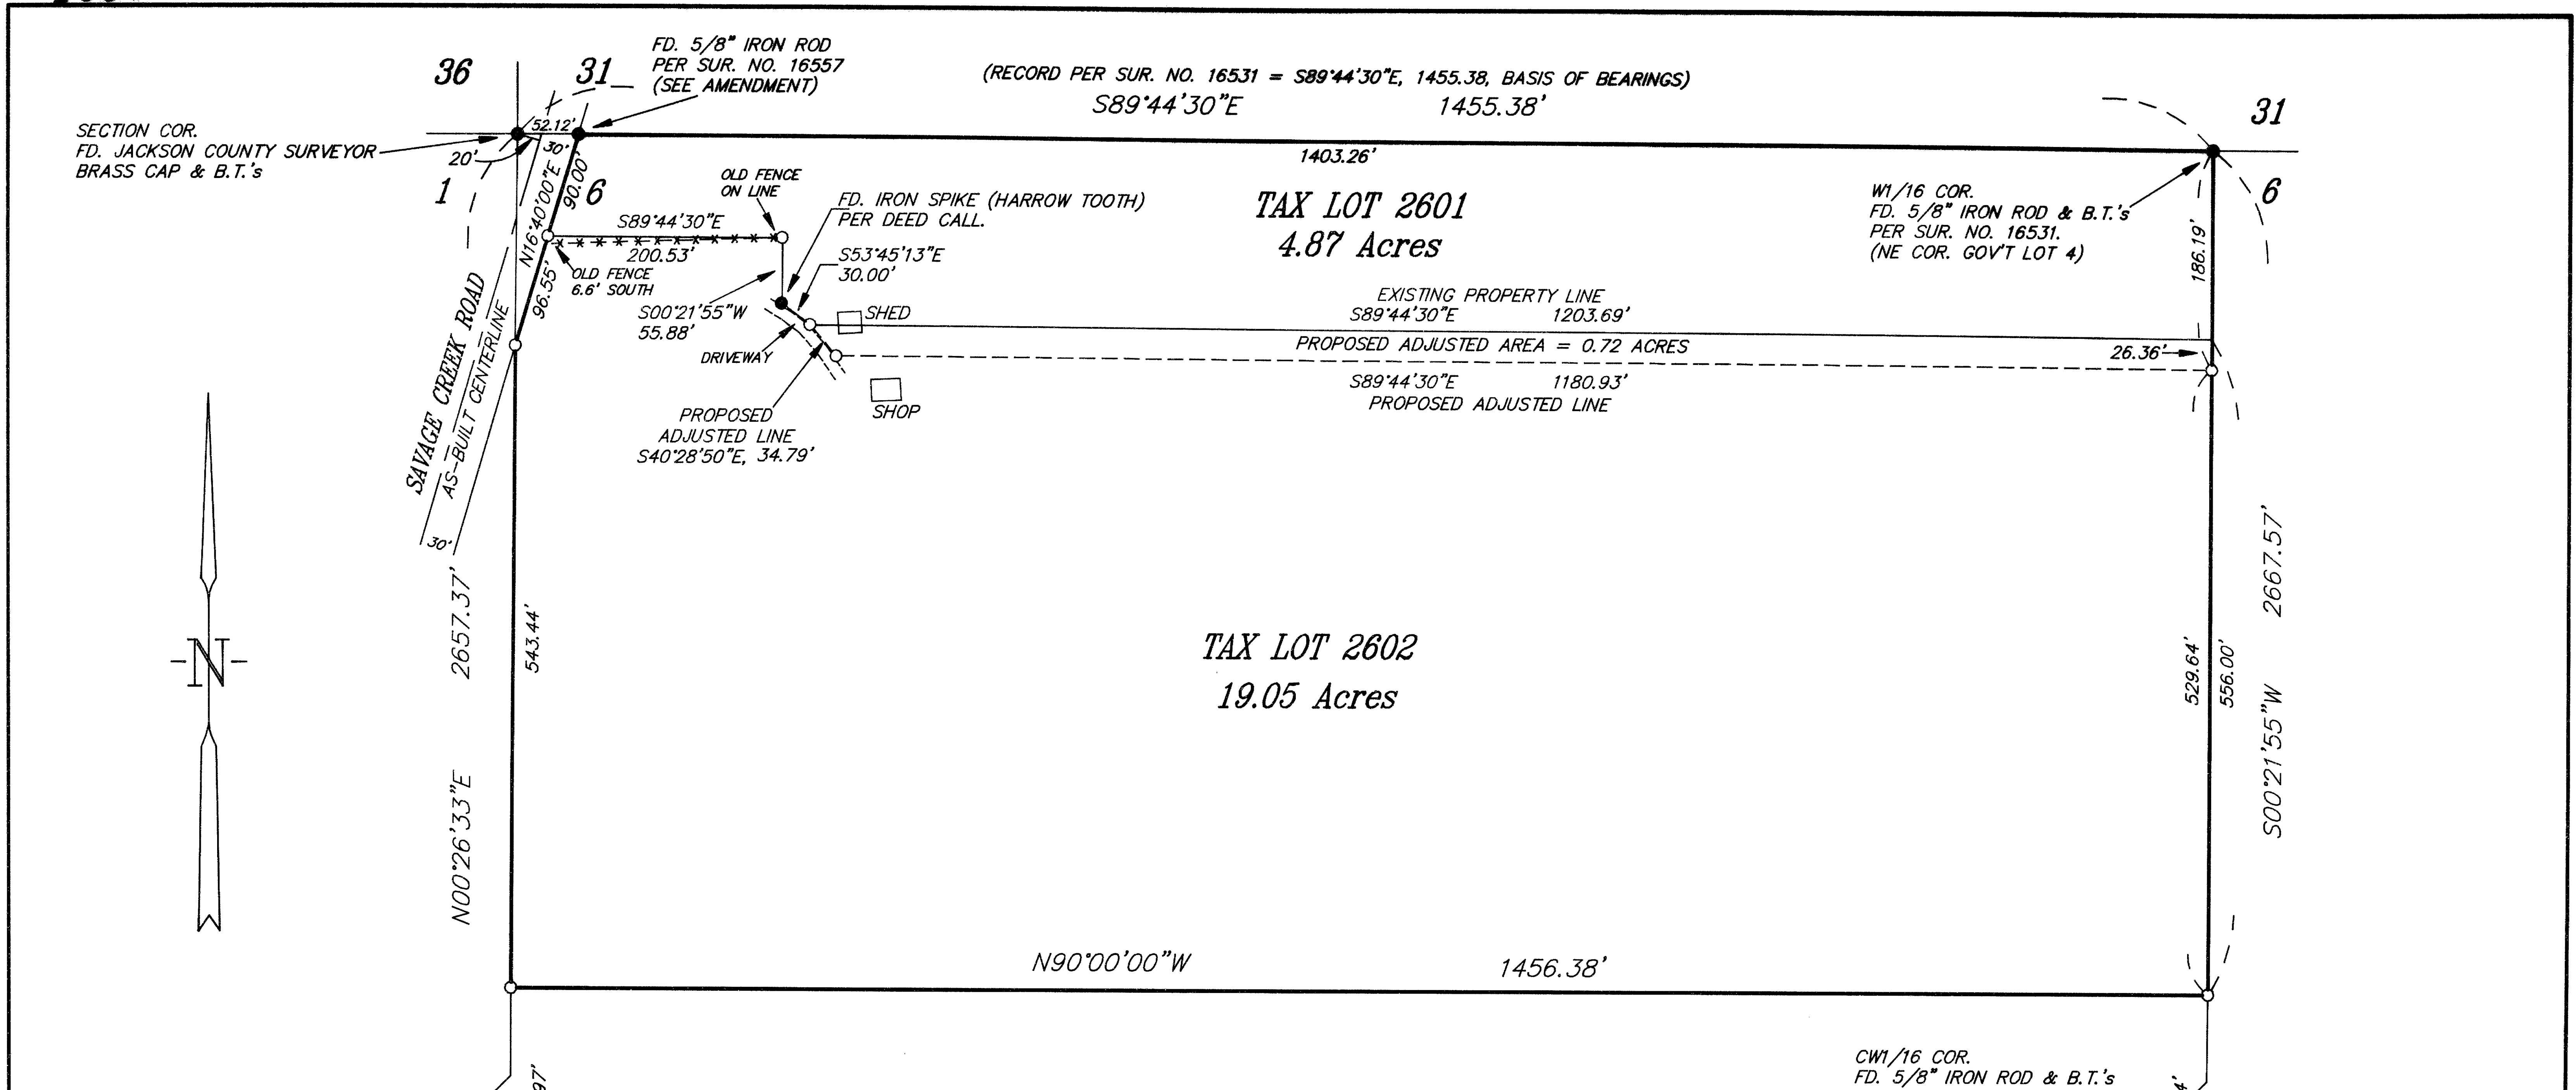 36
31
FD. 5/8" IRON ROD
PER SUR. NO. 16557
(SEE AMENDMENT)
(RECORD PER SUR. NO. 16531 = S89°44'30"E, 1455.38, BASIS OF BEARINGS)
S89°44'30"E 1455.38'
31
SECTION COR.
FD. JACKSON COUNTY SURVEYOR
BRASS CAP & B.T.'s
52.12'
20'
30'
1
6
N16°40'00"E
90.00'
1403.26'
OLD FENCE
ON LINE
FD. IRON SPIKE (HARROW TOOTH)
PER DEED CALL.
TAX LOT 2601
4.87 Acres
W1/16 COR.
FD. 5/8" IRON ROD & B.T.'s
PER SUR. NO. 16531.
(NE COR. GOV'T LOT 4)
6
186.19'
S89°44'30"E
200.53'
S53°45'13"E
30.00'
OLD FENCE
6.6' SOUTH
96.55'
S00°21'55"W
55.88'
SHED
EXISTING PROPERTY LINE
S89°44'30"E 1203.69'
PROPOSED ADJUSTED AREA = 0.72 ACRES
26.36'
DRIVEWAY
S89°44'30"E 1180.93'
PROPOSED ADJUSTED LINE
SHOP
PROPOSED
ADJUSTED LINE
S40°28'50"E, 34.79'
SAVAGE CREEK ROAD
AS-BUILT CENTERLINE
30'
N
N00°26'33"E 2657.37'
543.44'
TAX LOT 2602
19.05 Acres
529.64'
556.00'
S00°21'55"W 2667.57'
N90°00'00"W 1456.38'
CW1/16 COR.
FD. 5/8" IRON ROD & B.T.'s
97'